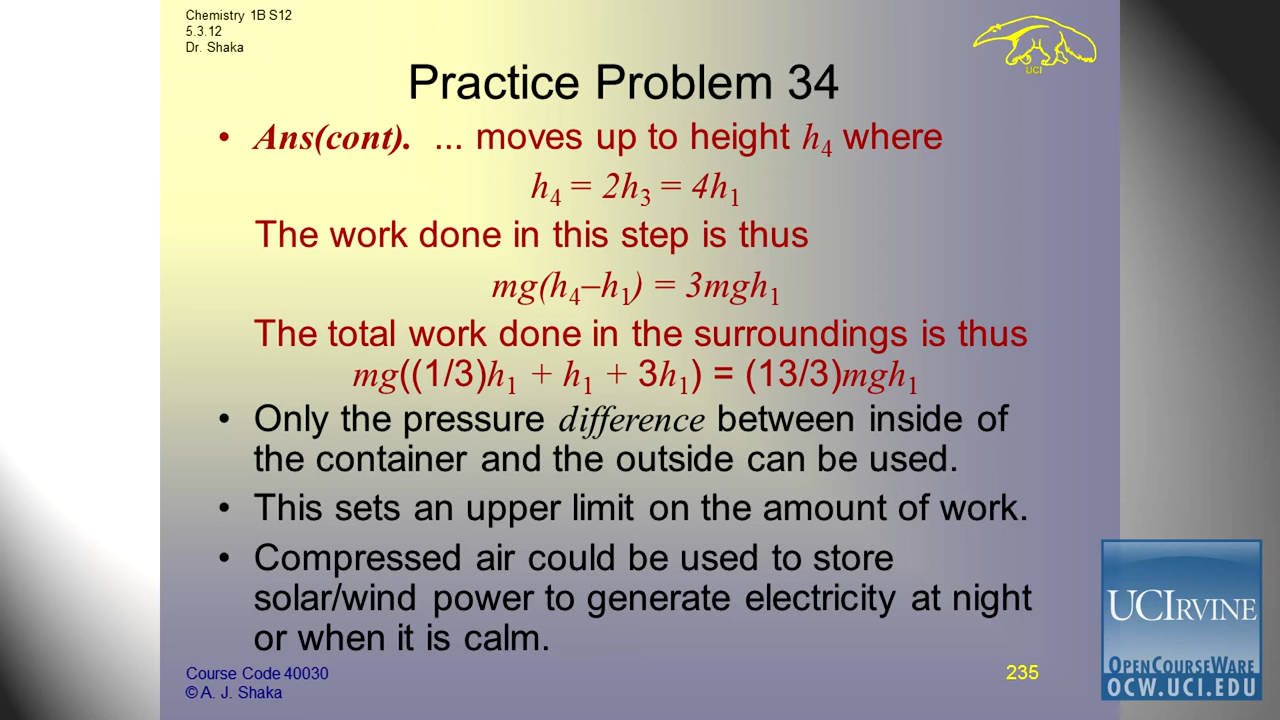 Chemistry 1B S12
5.3.12
Dr. Shaka
UCI
Practice Problem 34
• Ans(cont). ... moves up to height h₄ where
h₄ = 2h₃ = 4h₁
The work done in this step is thus
mg(h₄–h₁) = 3mgh₁
The total work done in the surroundings is thus
mg((1/3)h₁ + h₁ + 3h₁) = (13/3)mgh₁
• Only the pressure difference between inside of
the container and the outside can be used.
• This sets an upper limit on the amount of work.
• Compressed air could be used to store
solar/wind power to generate electricity at night
or when it is calm.
Course Code 40030
© A. J. Shaka
235
UCIRVINE
OPENCOURSEWARE
OCW.UCI.EDU